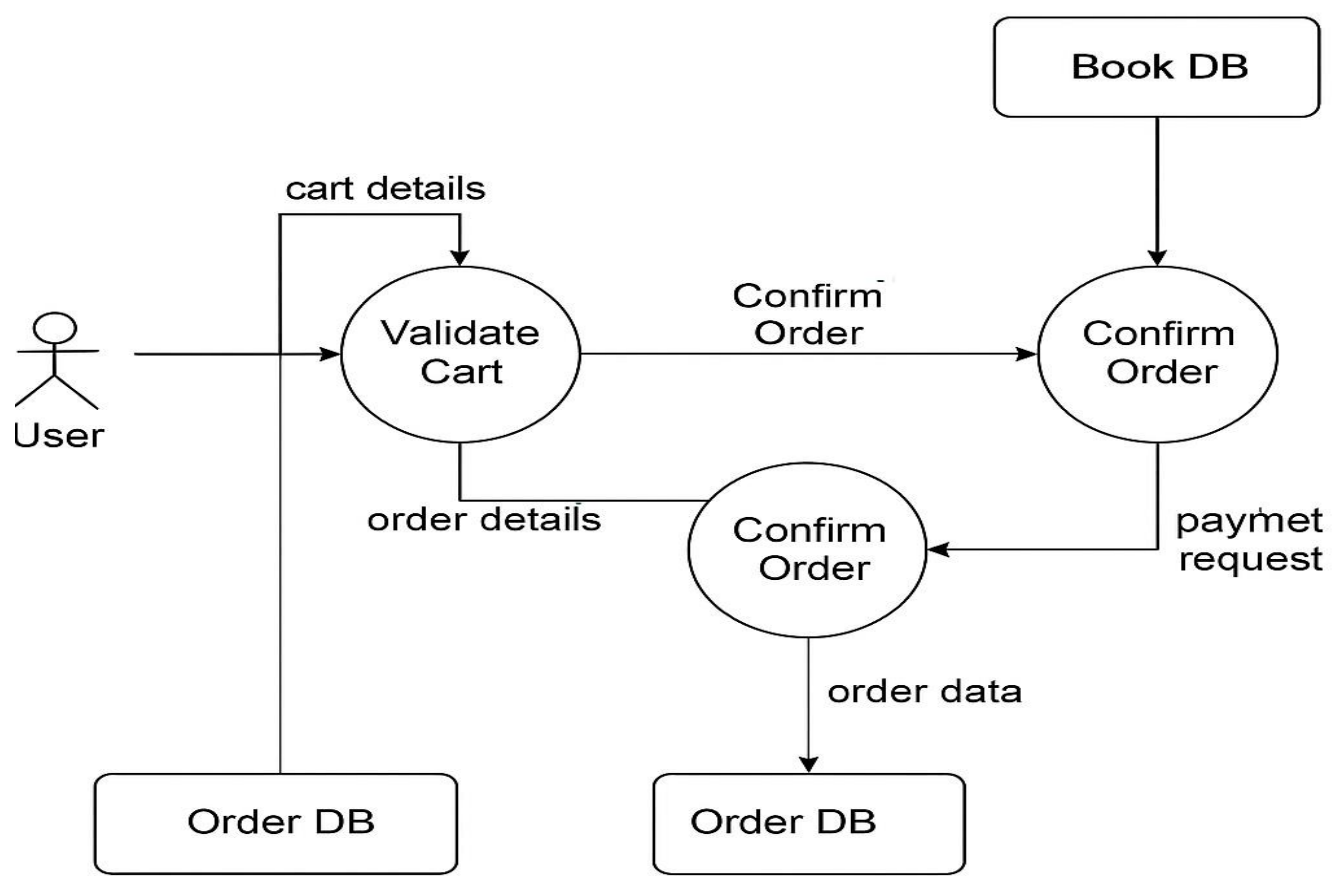 Book DB
cart details
Validate
Cart
Confirm
Order
Confirm
Order
User
order details
Confirm
Order
paymet
request
order data
Order DB
Order DB